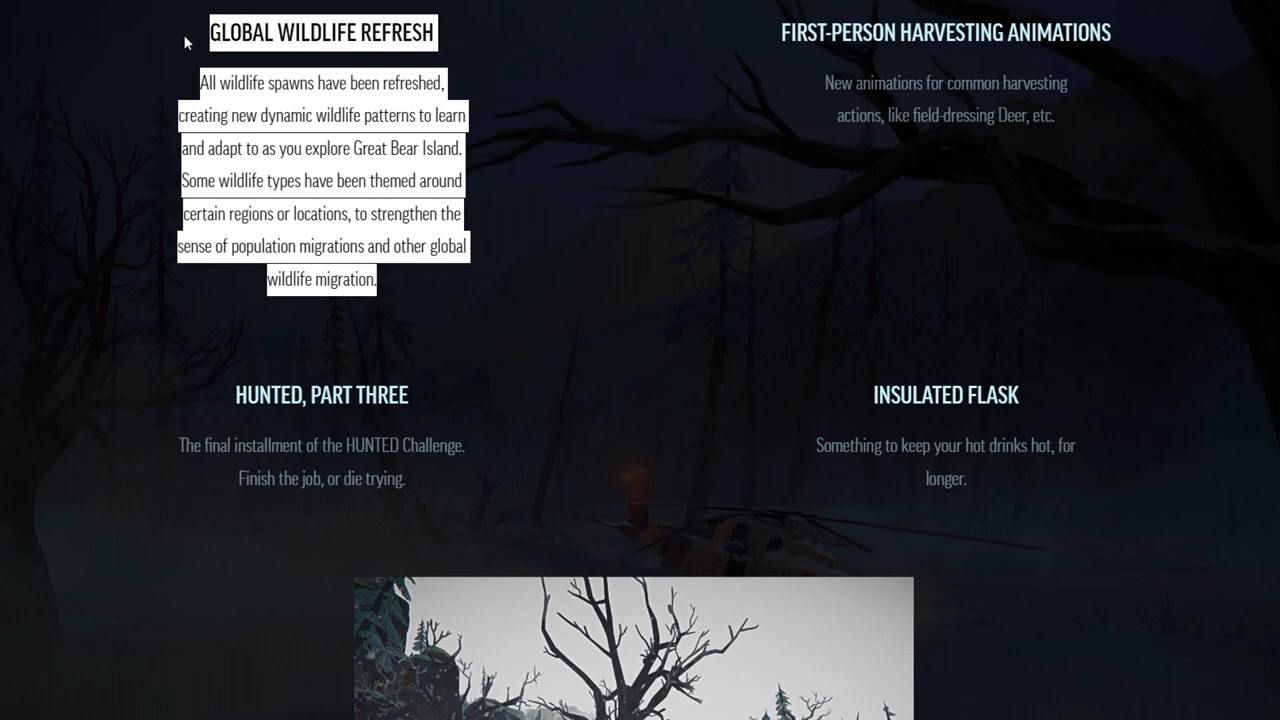 GLOBAL WILDLIFE REFRESH
All wildlife spawns have been refreshed,
creating new dynamic wildlife patterns to learn
and adapt to as you explore Great Bear Island.
Some wildlife types have been themed around
certain regions or locations, to strengthen the
sense of population migrations and other global
wildlife migration.
FIRST-PERSON HARVESTING ANIMATIONS
New animations for common harvesting
actions, like field-dressing Deer, etc.
HUNTED, PART THREE
The final installment of the HUNTED Challenge.
Finish the job, or die trying.
INSULATED FLASK
Something to keep your hot drinks hot, for
longer.